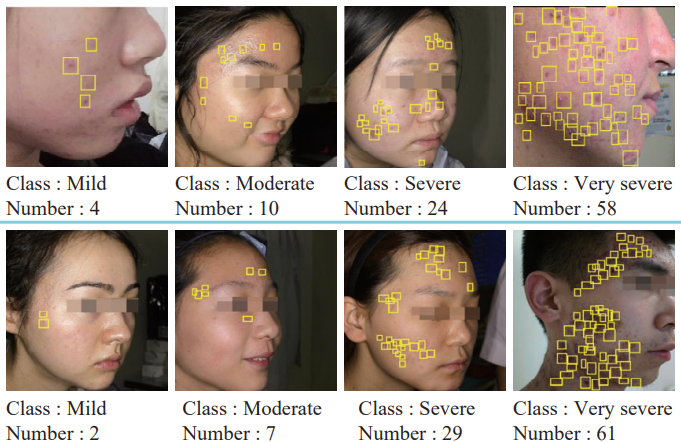 Class : Mild
Number : 4
Class : Moderate
Number : 10
Class : Severe
Number : 24
Class : Very severe
Number : 58
Class : Mild
Number : 2
Class : Moderate
Number : 7
Class : Severe
Number : 29
Class : Very severe
Number : 61